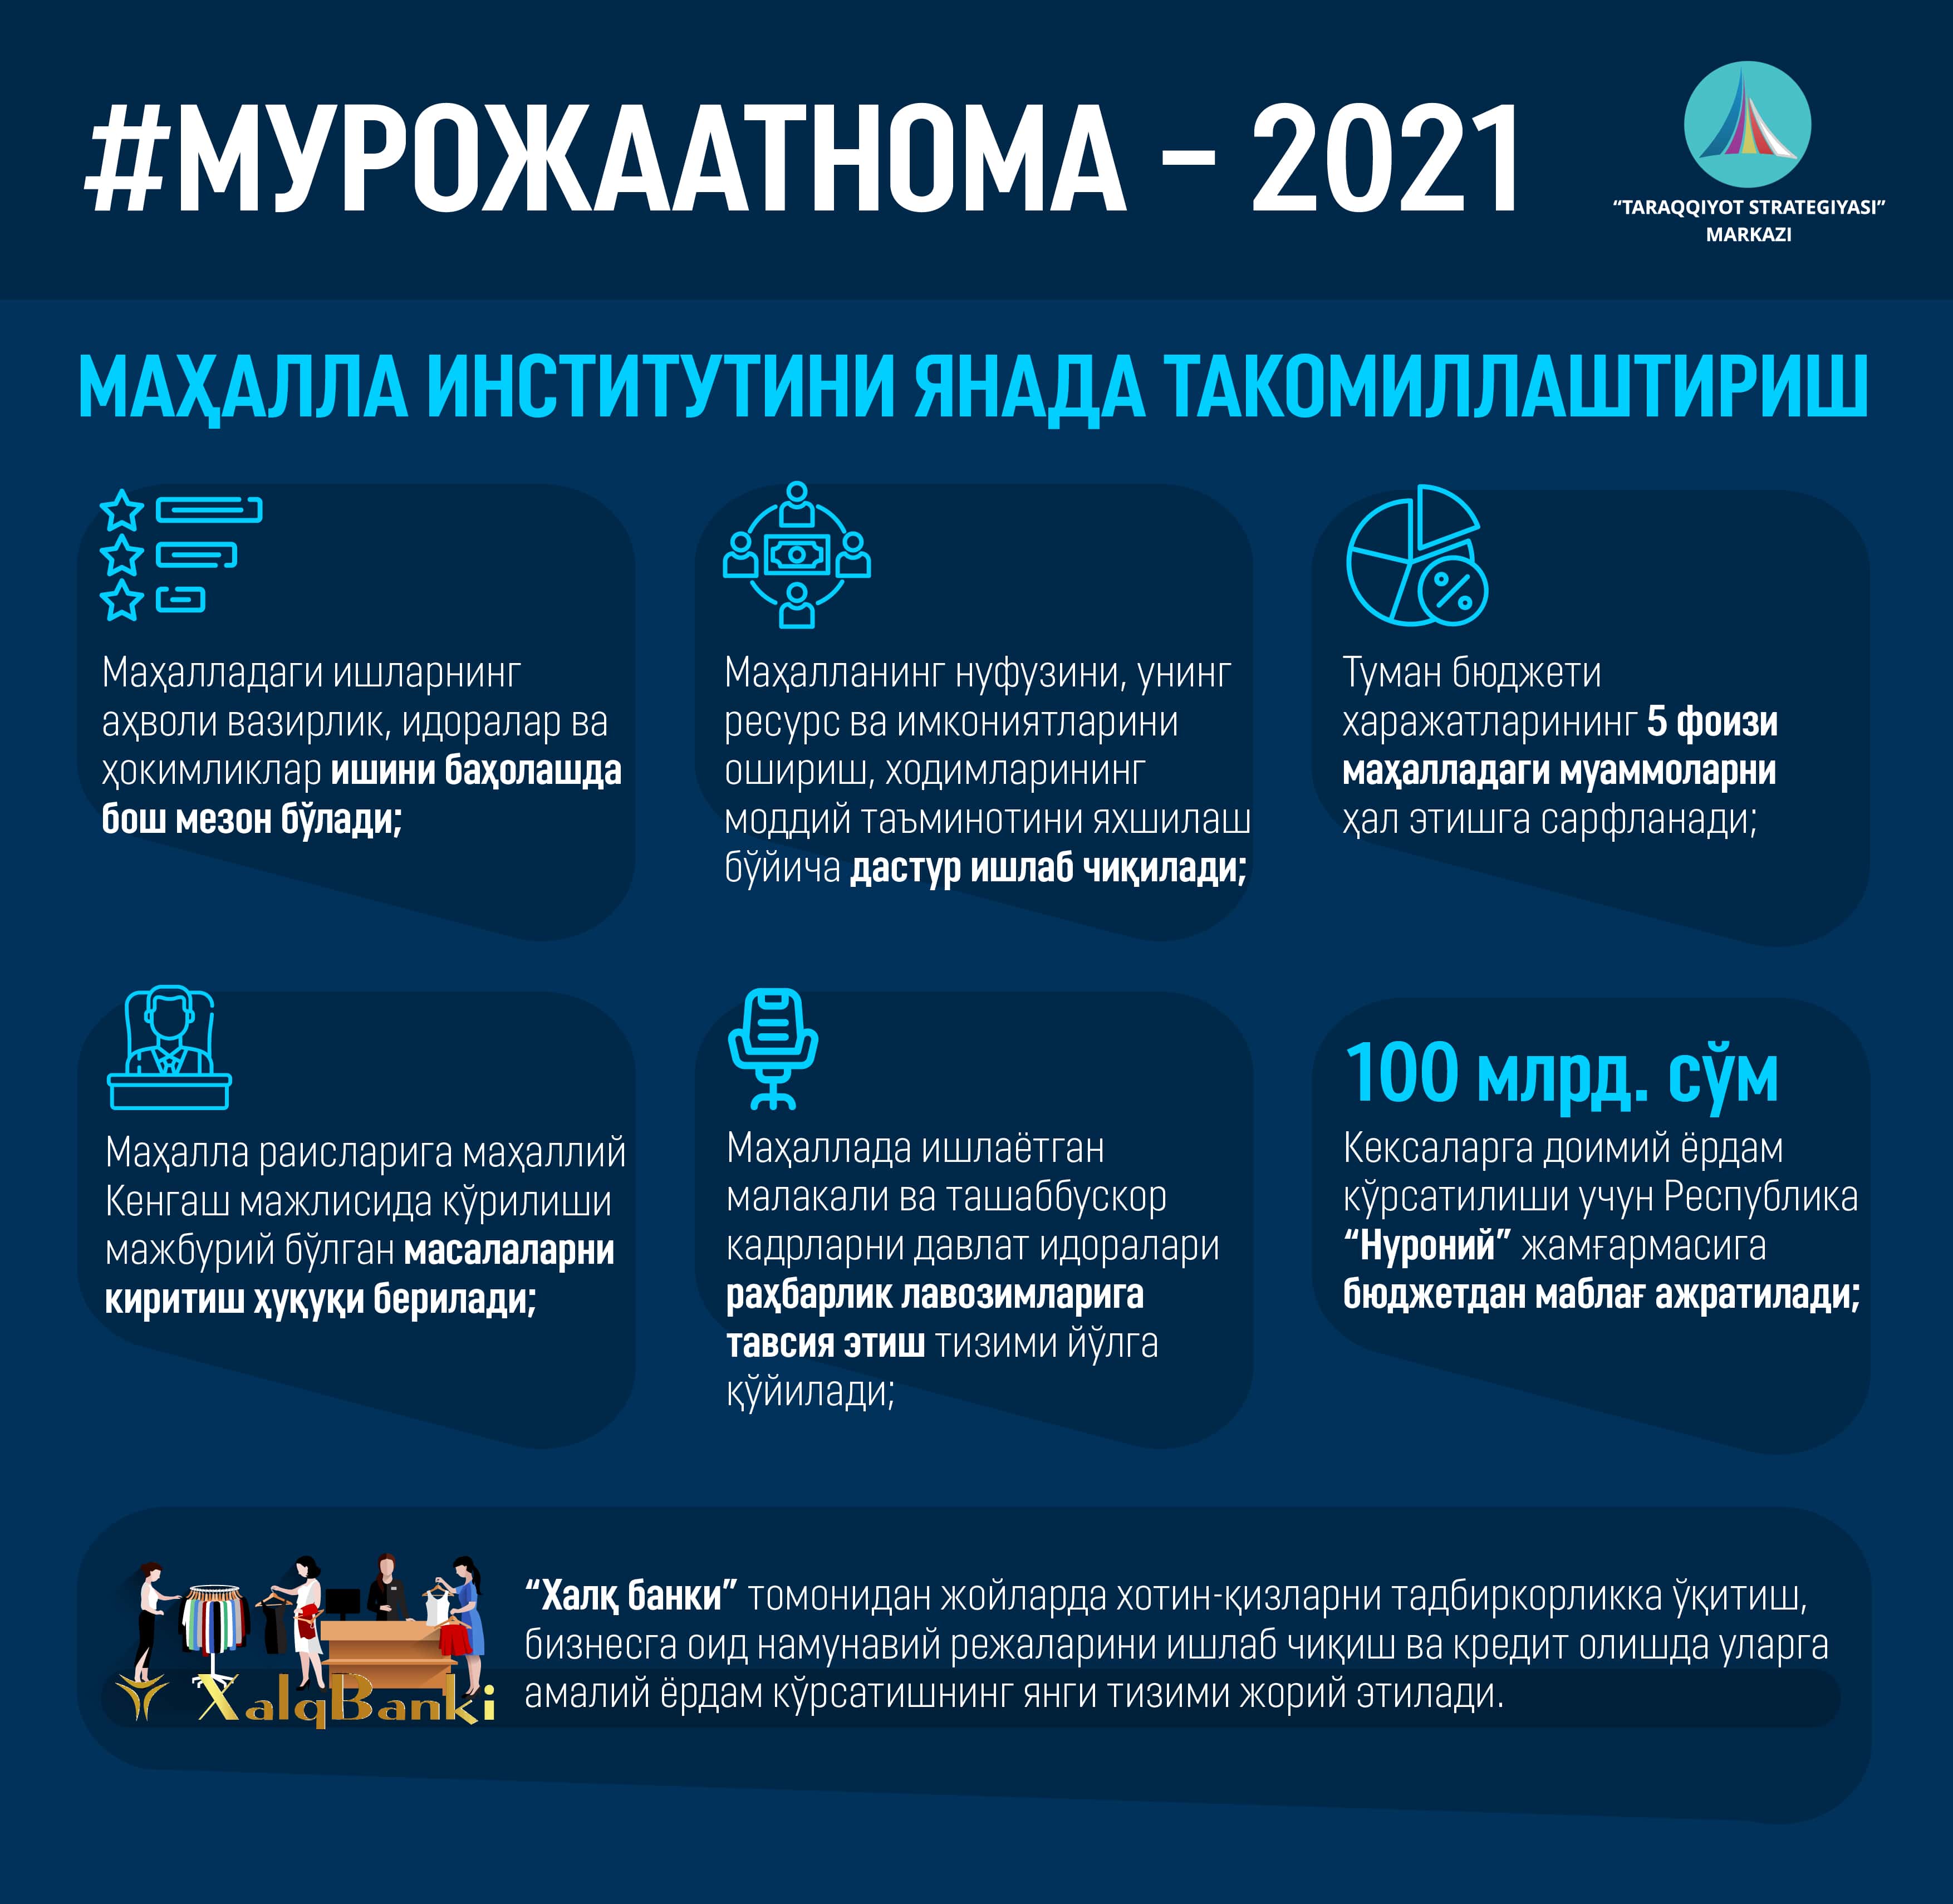 #МУРОЖААТНОМА – 2021
“TARAQQIYOT STRATEGIYASI”
MARKAZI
МАҲАЛЛА ИНСТИТУТИНИ ЯНАДА ТАКОМИЛЛАШТИРИШ
Маҳалладаги ишларнинг
аҳволи вазирлик, идоралар ва
ҳокимликлар ишини баҳолашда
бош мезон бўлади;
Маҳалланинг нуфузини, унинг
ресурс ва имкониятларини
ошириш, ходимларининг
моддий таъминотини яхшилаш
бўйича дастур ишлаб чиқилади;
Туман бюджети
харажатларининг 5 фоизи
маҳалладаги муаммоларни
ҳал этишга сарфланади;
Маҳалла раисларига маҳаллий
Кенгаш мажлисида кўрилиши
мажбурий бўлган масалаларни
киритиш ҳуқуқи берилади;
Маҳаллада ишлаётган
малакали ва ташаббускор
кадрларни давлат идоралари
раҳбарлик лавозимларига
тавсия этиш тизими йўлга
қўйилади;
100 млрд. сўм
Кексаларга доимий ёрдам
кўрсатилиши учун Республика
“Нуроний” жамғармасига
бюджетдан маблағ ажратилади;
XalqBanki
“Халқ банки” томонидан жойларда хотин-қизларни тадбиркорликка ўқитиш,
бизнесга оид намунавий режаларини ишлаб чиқиш ва кредит олишда уларга
амалий ёрдам кўрсатишнинг янги тизими жорий этилади.